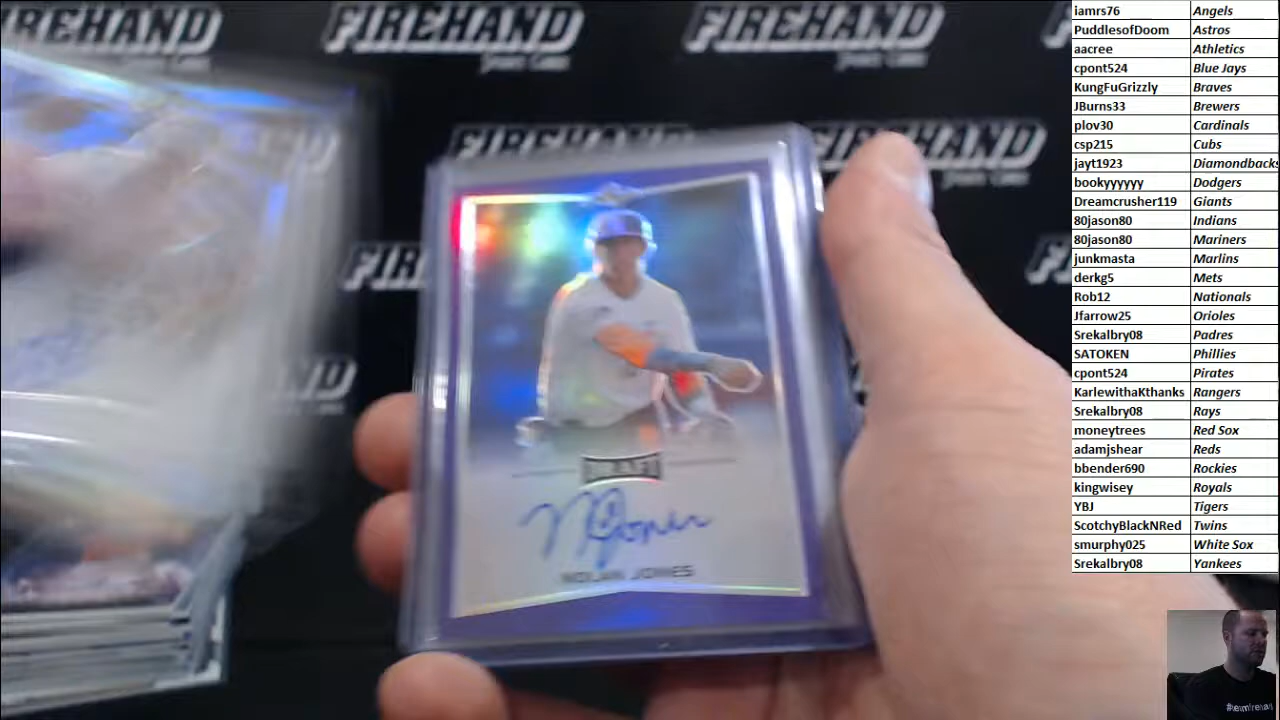 FIREHAND
FIREHAND
FIREHAND
FIREHAND
FIREHAND
FIR
NOLAN JONES
iamrs76 Angels
PuddlesofDoom Astros
aacree Athletics
cpont524 Blue Jays
KungFuGrizzly Braves
JBurns33 Brewers
plov30 Cardinals
csp215 Cubs
jayt1923 Diamondbacks
bookyyyyyy Dodgers
Dreamcrusher119 Giants
80jason80 Indians
80jason80 Mariners
junkmasta Marlins
derkg5 Mets
Rob12 Nationals
Jfarrow25 Orioles
Srekalbry08 Padres
SATOKEN Phillies
cpont524 Pirates
KarlewithaKthanks Rangers
Srekalbry08 Rays
moneytrees Red Sox
adamjshear Reds
bbender690 Rockies
kingwisey Royals
YBJ Tigers
ScotchyBlackNRed Twins
smurphy025 White Sox
Srekalbry08 Yankees